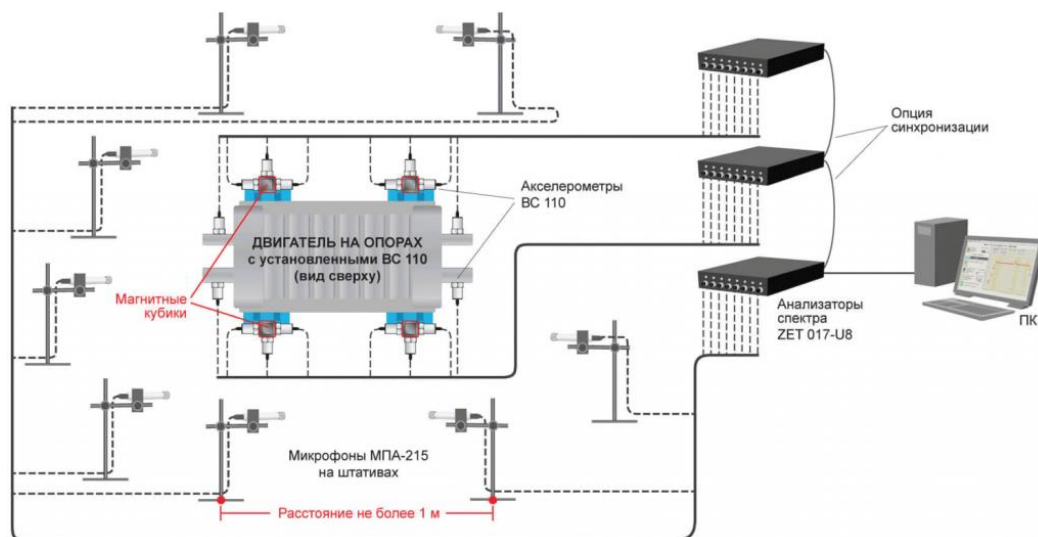 Опция
синхронизации
Акселерометры
ВС 110
ДВИГАТЕЛЬ НА ОПОРАХ
с установленными ВС 110
(вид сверху)
Магнитные
кубики
Анализаторы
спектра
ZET 017-U8
ПК
Микрофоны МПА-215
на штативах
Расстояние не более 1 м